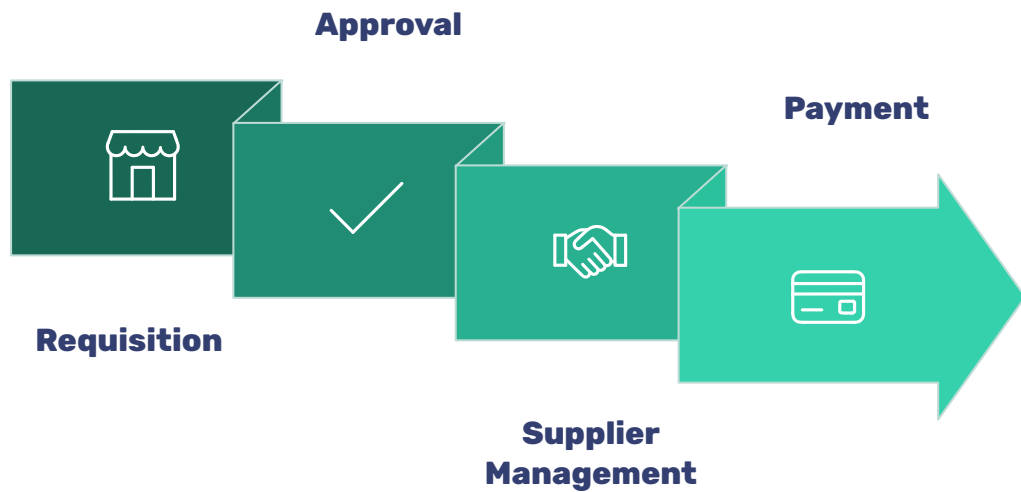 Approval
Payment
Requisition
Supplier
Management